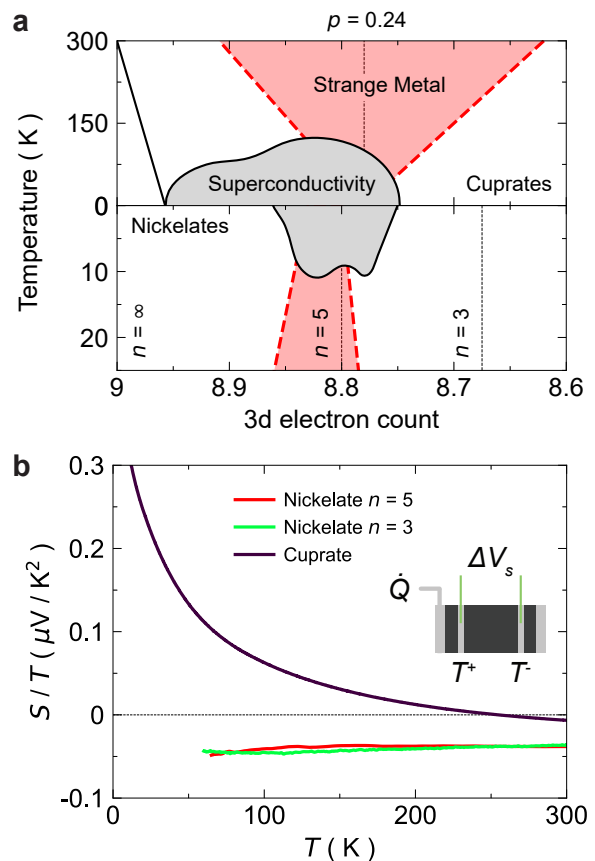 a
p = 0.24
300
150
0
Temperature ( K )
Strange Metal
Superconductivity
Cuprates
Nickelates
0
10
20
n = ∞
n = 5
n = 3
9
8.9
8.8
8.7
8.6
3d electron count
b
0.3
0.2
0.1
0
-0.1
S / T ( μV / K²)
Nickelate n = 5
Nickelate n = 3
Cuprate
ΔVₛ
Q̇
T⁺
T⁻
0
100
200
300
T ( K )